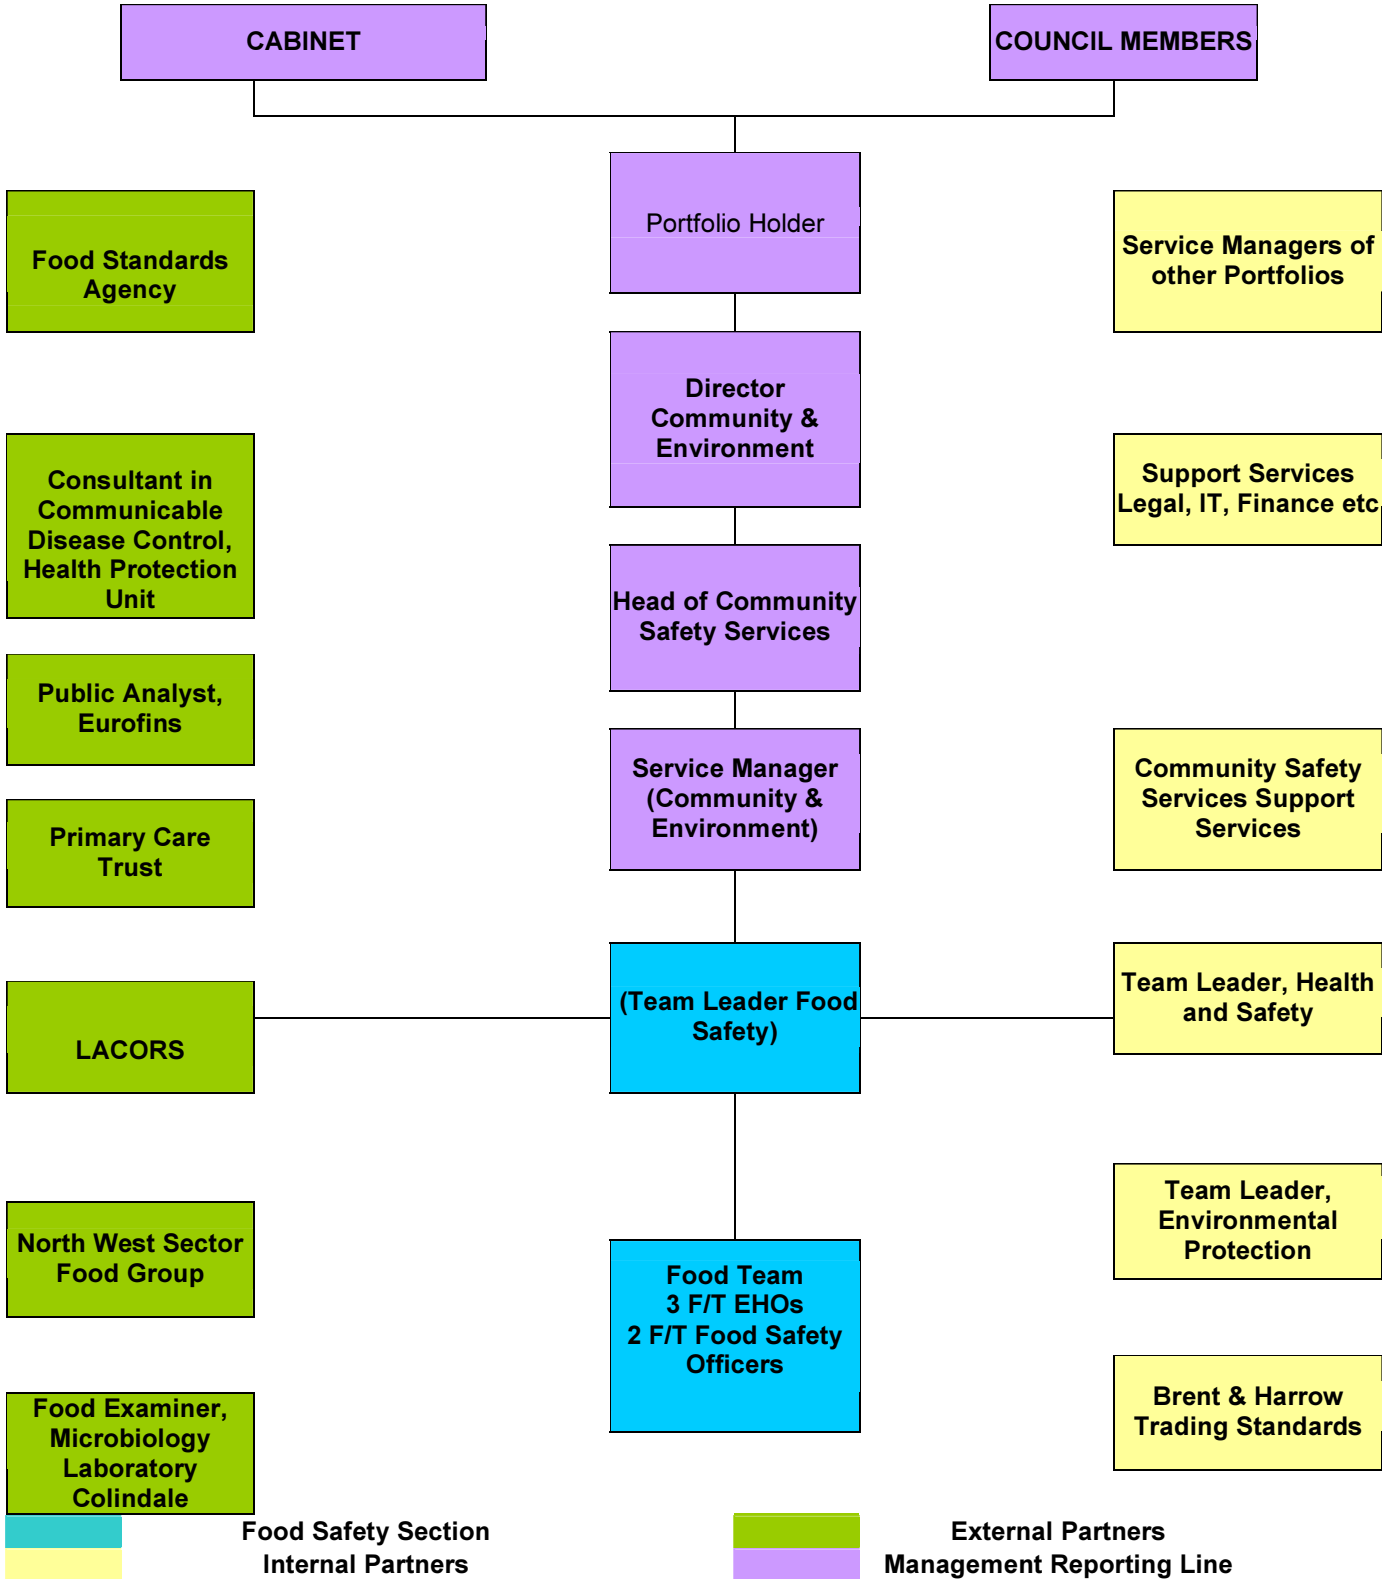 CABINET
COUNCIL MEMBERS
Portfolio Holder
Food Standards
Agency
Service Managers of
other Portfolios
Director
Community &
Environment
Consultant in
Communicable
Disease Control,
Health Protection
Unit
Support Services
Legal, IT, Finance etc
Head of Community
Safety Services
Public Analyst,
Eurofins
Service Manager
(Community &
Environment)
Community Safety
Services Support
Services
Primary Care
Trust
LACORS
(Team Leader Food
Safety)
Team Leader, Health
and Safety
North West Sector
Food Group
Food Team
3 F/T EHOs
2 F/T Food Safety
Officers
Team Leader,
Environmental
Protection
Food Examiner,
Microbiology
Laboratory
Colindale
Brent & Harrow
Trading Standards
Food Safety Section
External Partners
Internal Partners
Management Reporting Line